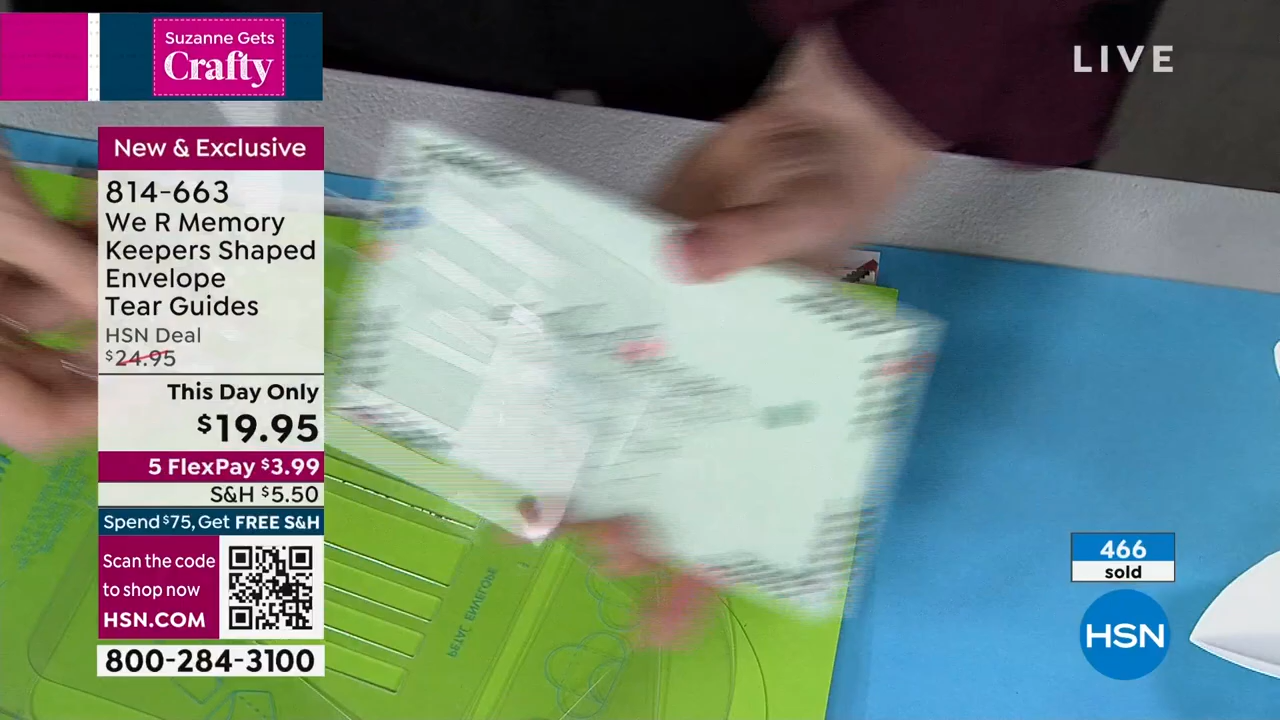 Suzanne Gets
Crafty
LIVE
New & Exclusive
814-663
We R Memory
Keepers Shaped
Envelope
Tear Guides
HSN Deal
$24.95
This Day Only
$19.95
5 FlexPay $3.99
S&H $5.50
Spend $75, Get FREE S&H
Scan the code
to shop now
HSN.COM
800-284-3100
PETAL ENVELOPE
466
sold
HSN